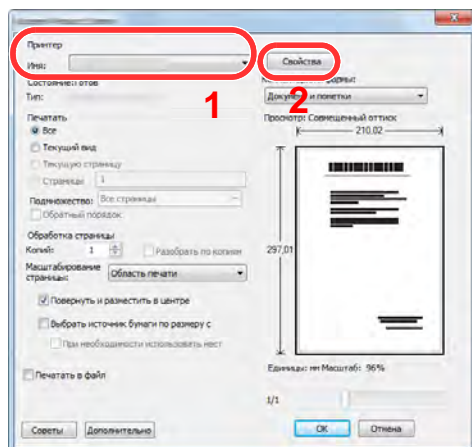 Принтер
Имя:
Свойства
Состояние: Готов
1
2
Тип:
Документ и пометки
Печатать
Просмотр: Совмещенный оттиск
Все
210,02
Текущий вид
Текущую страницу
Страницы 1
Подмножество: Все страницы
Обратный порядок
Обработка страницы
Копий: 1
Разобрать по копиям
297,01
Масштабирование страницы: Область печати
Повернуть и разместить в центре
Выбрать источник бумаги по размеру с
При необходимости использовать нест
Единицы: мм Масштаб: 96%
Печатать в файл
1/1
Советы
Дополнительно
ОК
Отмена